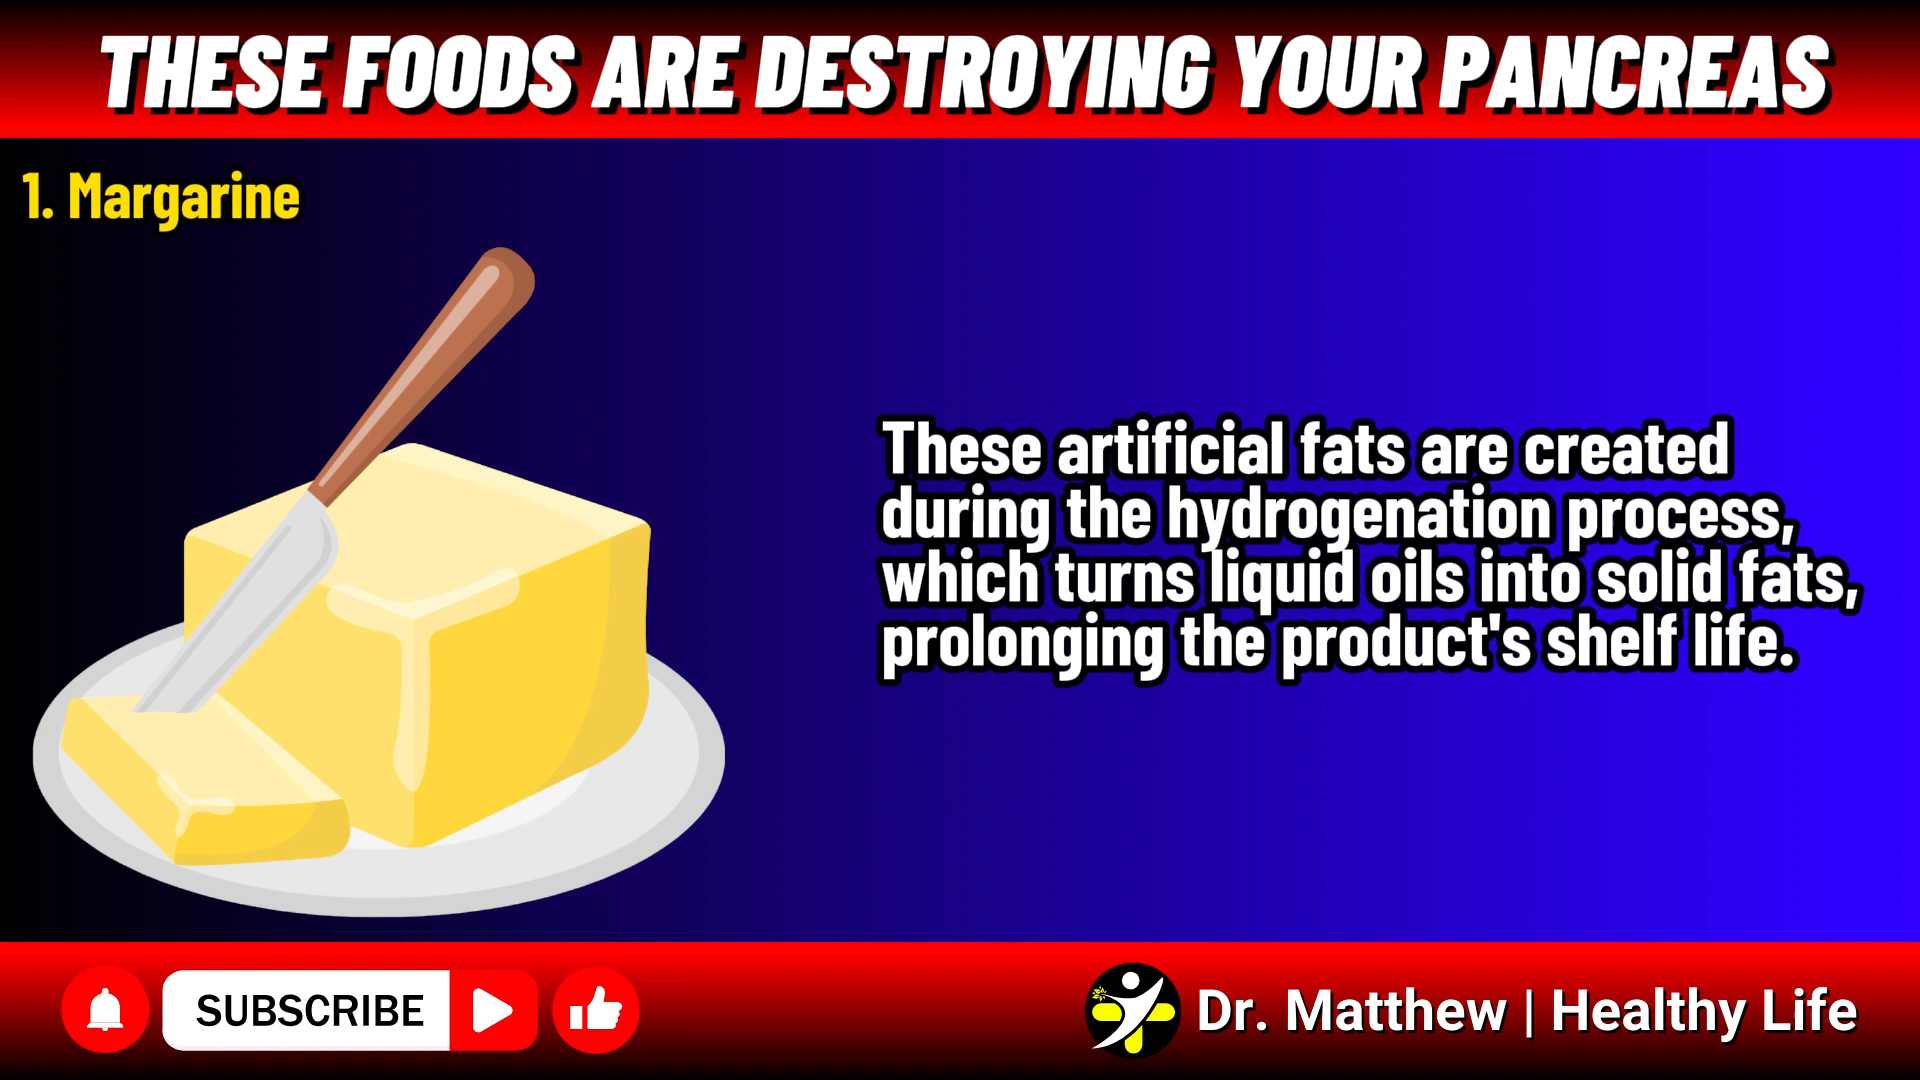 THESE FOODS ARE DESTROYING YOUR PANCREAS
1. Margarine
These artificial fats are created
during the hydrogenation process,
which turns liquid oils into solid fats,
prolonging the product's shelf life.
SUBSCRIBE
Dr. Matthew | Healthy Life